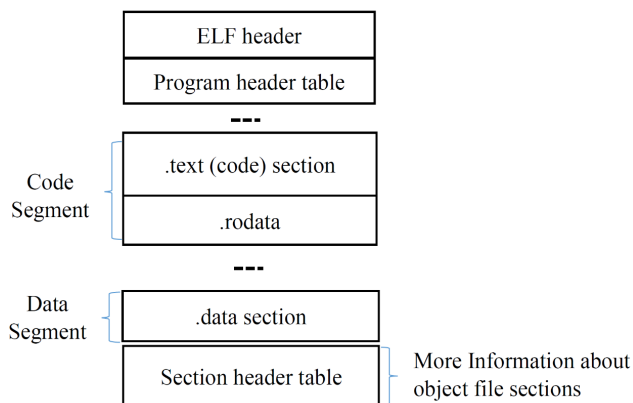 ELF header
Program header table
Code
Segment
.text (code) section
.rodata
Data
Segment
.data section
Section header table
More Information about
object file sections